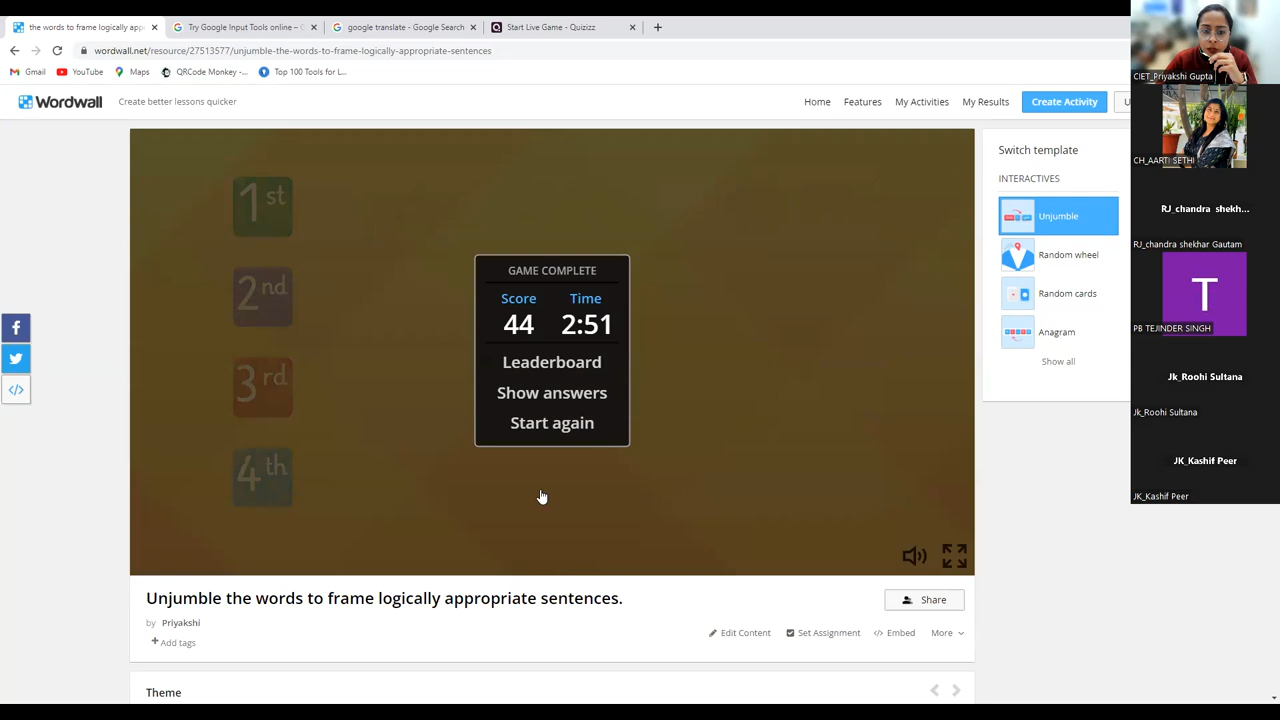 the words to frame logically app
Try Google Input Tools online – G
google translate - Google Search
Start Live Game - Quizizz
wordwall.net/resource/27513577/unjumble-the-words-to-frame-logically-appropriate-sentences
Gmail
YouTube
Maps
QRCode Monkey -...
Top 100 Tools for L...
Wordwall
Create better lessons quicker
Home
Features
My Activities
My Results
Create Activity
U
1st
2nd
3rd
4th
GAME COMPLETE
Score
Time
44
2:51
Leaderboard
Show answers
Start again
Switch template
INTERACTIVES
Unjumble
Random wheel
Random cards
Anagram
Show all
Unjumble the words to frame logically appropriate sentences.
by Priyakshi
Add tags
Share
Edit Content
Set Assignment
Embed
More
Theme
CIET_Priyakshi Gupta
CH_AARTI SETHI
RJ_chandra shekh...
RJ_chandra shekhar Gautam
T
PB TEJINDER SINGH
Jk_Roohi Sultana
Jk_Roohi Sultana
JK_Kashif Peer
JK_Kashif Peer